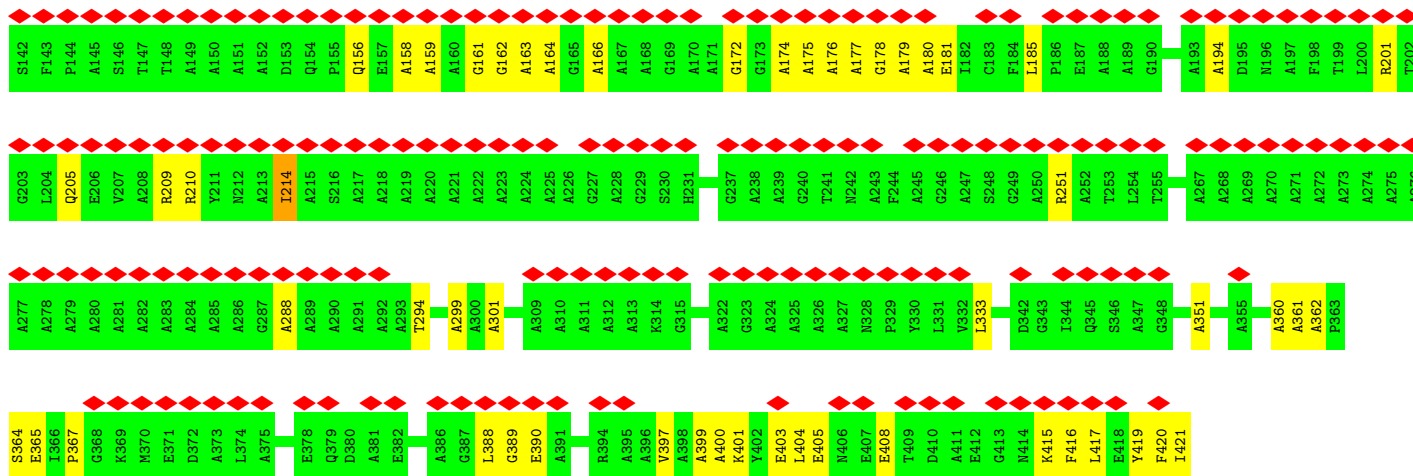 S142 F143 P144 A145 S146 T147 T148 A149 A150 A151 A152 D153 Q154 P155 Q156 E157 A158 A159 A160 G161 G162 A163 A164 G165 A166 A167 A168 G169 A170 A171 G172 G173 A174 A175 A176 A177 G178 A179 A180 E181 I182 C183 F184 L185 P186 E187 A188 A189 G190 A193 A194 D195 N196 A197 F198 T199 L200 R201 T202
G203 L204 Q205 E206 V207 A208 R209 R210 Y211 N212 A213 I214 A215 S216 A217 A218 A219 A220 A221 A222 A223 A224 A225 A226 G227 A228 G229 S230 H231 G237 A238 A239 G240 T241 N242 A243 F244 A245 G246 A247 S248 G249 A250 R251 A252 T253 L254 T255 A267 A268 A269 A270 A271 A272 A273 A274 A275 A276
A277 A278 A279 A280 A281 A282 A283 A284 A285 A286 G287 A288 A289 A290 A291 A292 A293 T294 A299 A300 A301 A309 A310 A311 A312 A313 K314 G315 A322 G323 A324 A325 A326 A327 N328 P329 Y330 L331 V332 L333 D342 G343 I344 Q345 S346 A347 G348 A351 A355 A360 A361 A362 P363
S364 E365 I366 P367 G368 K369 M370 E371 D372 A373 L374 A375 E378 Q379 D380 A381 E382 A386 G387 L388 G389 E390 A391 R394 A395 A396 V397 A398 A399 A400 K401 Y402 E403 L404 E405 N406 E407 E408 T409 D410 A411 E412 G413 N414 K415 F416 L417 E418 Y419 F420 I421